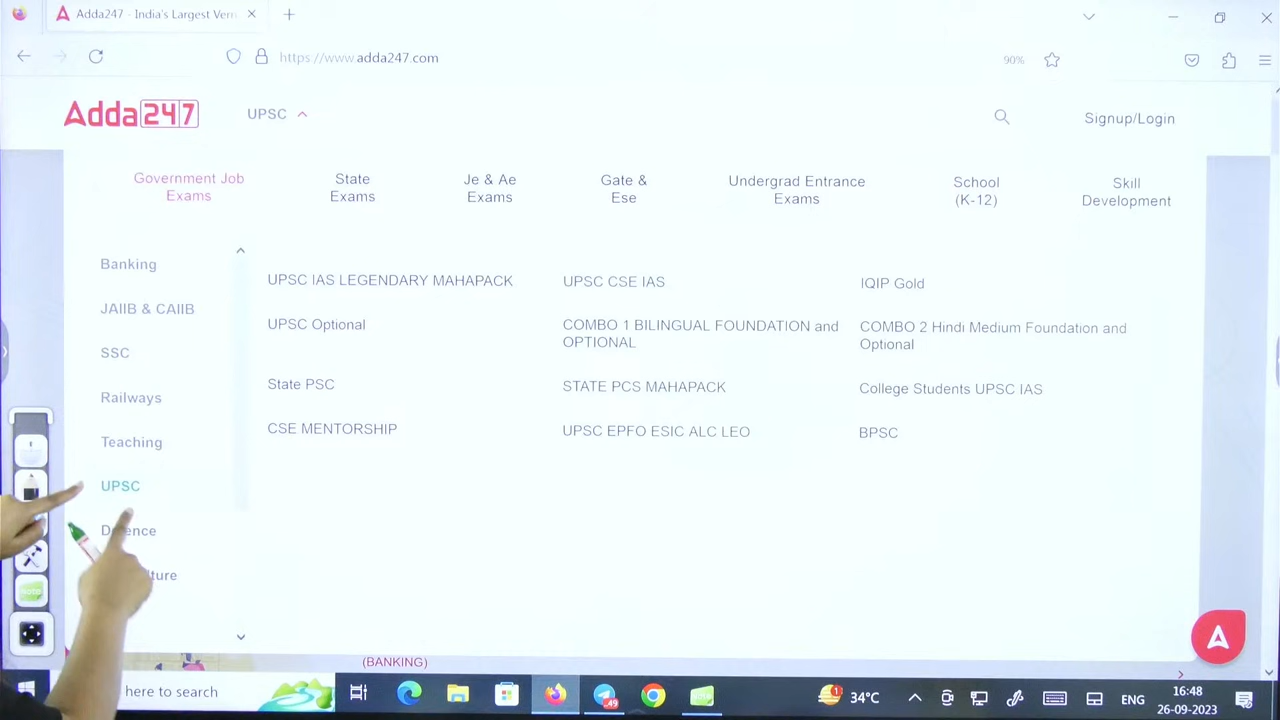 Adda247 - India's Largest Vern
https://www.adda247.com
90%
Adda247
UPSC
Signup/Login
Government Job
Exams
State
Exams
Je & Ae
Exams
Gate &
Ese
Undergrad Entrance
Exams
School
(K-12)
Skill
Development
Banking
JAIIB & CAIIB
SSC
Railways
Teaching
UPSC
UPSC IAS LEGENDARY MAHAPACK
UPSC CSE IAS
IQIP Gold
UPSC Optional
COMBO 1 BILINGUAL FOUNDATION and
OPTIONAL
COMBO 2 Hindi Medium Foundation and
Optional
State PSC
STATE PCS MAHAPACK
College Students UPSC IAS
CSE MENTORSHIP
UPSC EPFO ESIC ALC LEO
BPSC
(BANKING)
here to search
49
1
34°C
ENG
16:48
26-09-2023